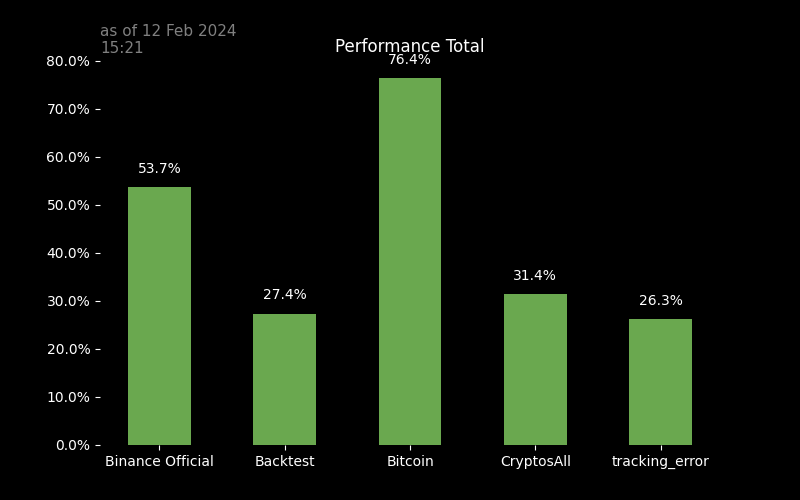 as of 12 Feb 2024
15:21
Performance Total
80.0%
70.0%
60.0%
50.0%
40.0%
30.0%
20.0%
10.0%
0.0%
53.7%
27.4%
76.4%
31.4%
26.3%
Binance Official
Backtest
Bitcoin
CryptosAll
tracking_error